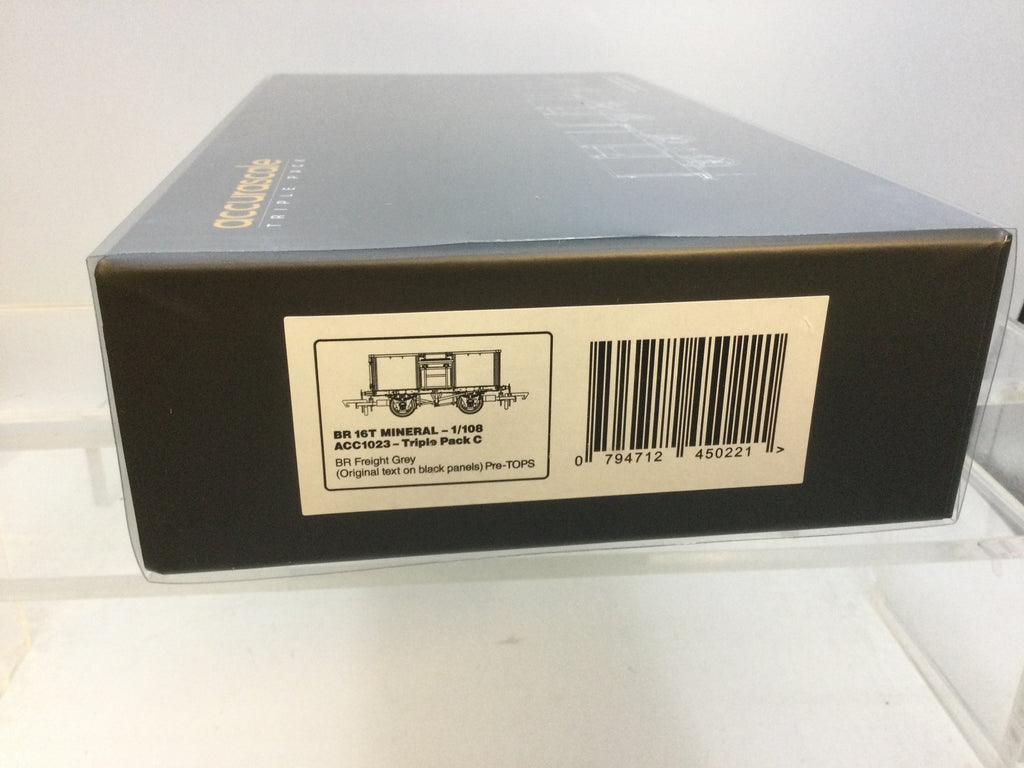 accurascale
TRIPLE PACK
BR 16T MINERAL – 1/108
ACC1023 – Triple Pack C
BR Freight Grey
(Original text on black panels) Pre-TOPS
0 794712 450221 >